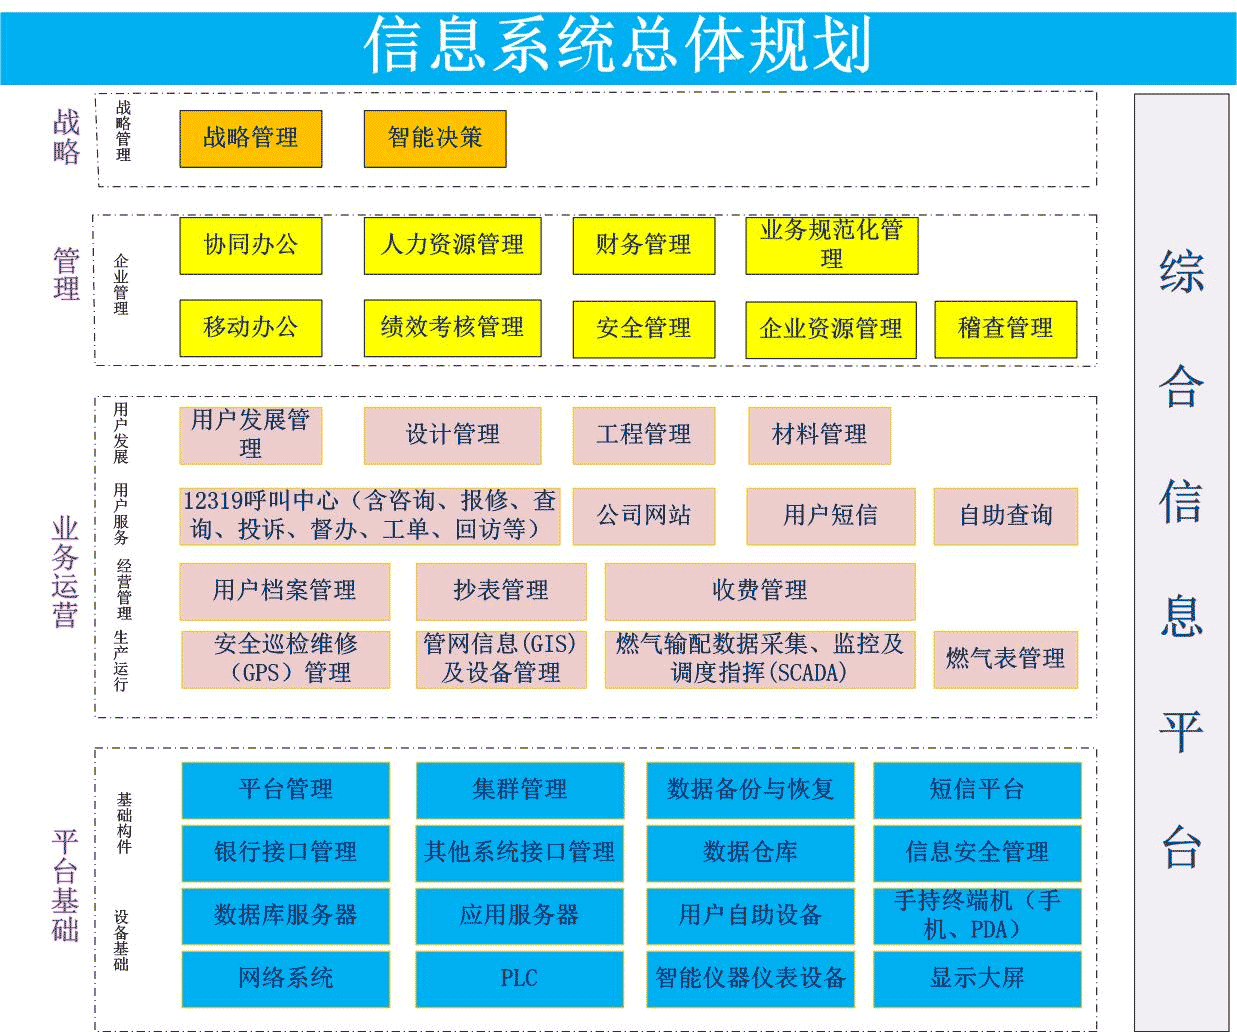 信息系统总体规划
战略
战略管理
战略管理
智能决策
管理
企业管理
协同办公
人力资源管理
财务管理
业务规范化管
理
移动办公
绩效考核管理
安全管理
企业资源管理
稽查管理
业务运营
用户发展
用户发展管
理
设计管理
工程管理
材料管理
用户服务
12319呼叫中心（含咨询、报修、查
询、投诉、督办、工单、回访等）
公司网站
用户短信
自助查询
经营管理
用户档案管理
抄表管理
收费管理
生产运行
安全巡检维修
（GPS）管理
管网信息(GIS)
及设备管理
燃气输配数据采集、监控及
调度指挥(SCADA)
燃气表管理
平台基础
基础构件
平台管理
集群管理
数据备份与恢复
短信平台
银行接口管理
其他系统接口管理
数据仓库
信息安全管理
设备基础
数据库服务器
应用服务器
用户自助设备
手持终端机（手
机、PDA）
网络系统
PLC
智能仪器仪表设备
显示大屏
综合信息平台